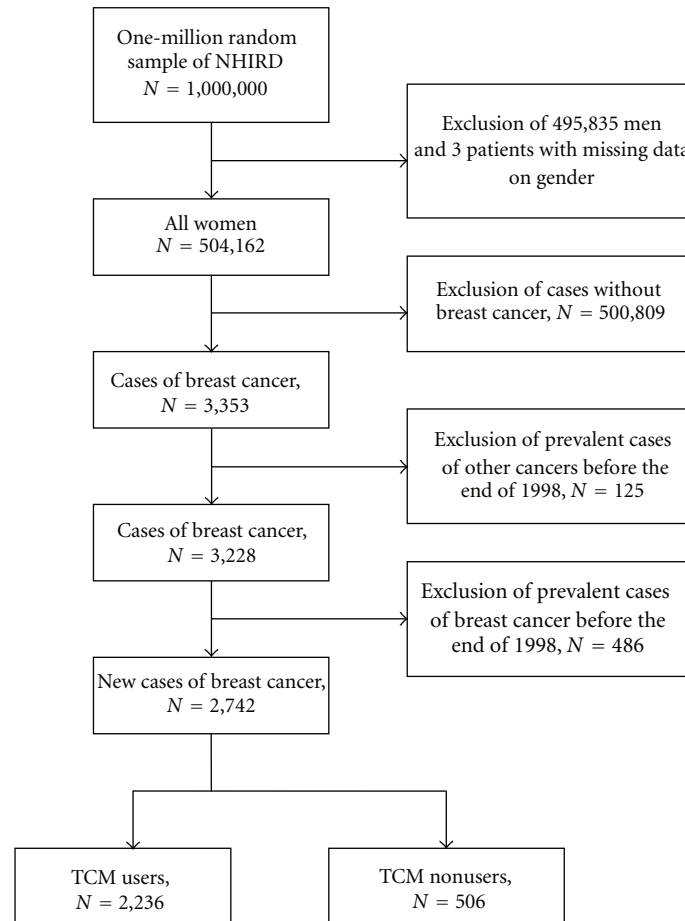 One-million random
sample of NHIRD
N = 1,000,000
Exclusion of 495,835 men
and 3 patients with missing data
on gender
All women
N = 504,162
Exclusion of cases without
breast cancer, N = 500,809
Cases of breast cancer,
N = 3,353
Exclusion of prevalent cases
of other cancers before the
end of 1998, N = 125
Cases of breast cancer,
N = 3,228
Exclusion of prevalent cases
of breast cancer before the
end of 1998, N = 486
New cases of breast cancer,
N = 2,742
TCM users,
N = 2,236
TCM nonusers,
N = 506